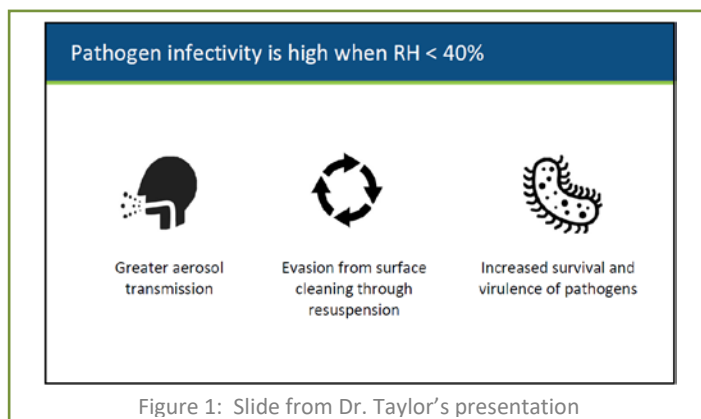 Pathogen infectivity is high when RH < 40%
Greater aerosol
transmission
Evasion from surface
cleaning through
resuspension
Increased survival and
virulence of pathogens
Figure 1:  Slide from Dr. Taylor’s presentation